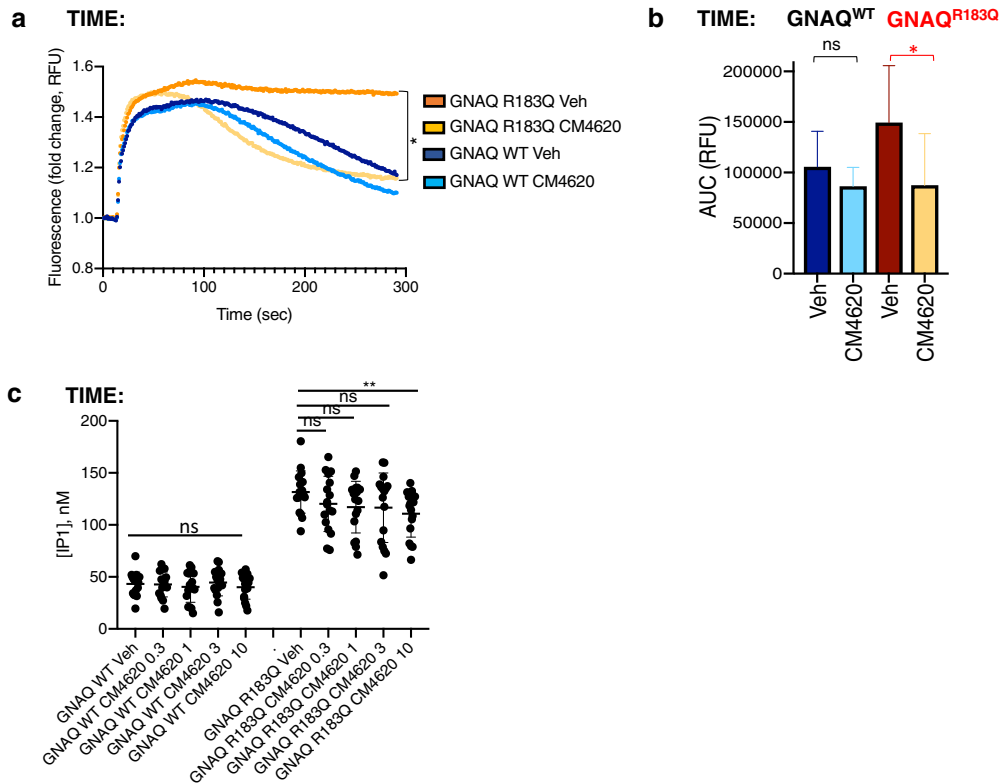 a TIME:
Fluorescence (fold change, RFU)
1.6
1.4
1.2
1.0
0.8
0
100
200
300
Time (sec)
*
GNAQ R183Q Veh
GNAQ R183Q CM4620
GNAQ WT Veh
GNAQ WT CM4620
b TIME: GNAQWT GNAQR183Q
ns
*
AUC (RFU)
200000
150000
100000
50000
0
Veh
CM4620
Veh
CM4620
c TIME:
[IP1], nM
200
150
100
50
0
ns
**
ns
ns
ns
GNAQ WT Veh
GNAQ WT CM4620 0.3
GNAQ WT CM4620 1
GNAQ WT CM4620 3
GNAQ WT CM4620 10
.
GNAQ R183Q Veh
GNAQ R183Q CM4620 0.3
GNAQ R183Q CM4620 1
GNAQ R183Q CM4620 3
GNAQ R183Q CM4620 10